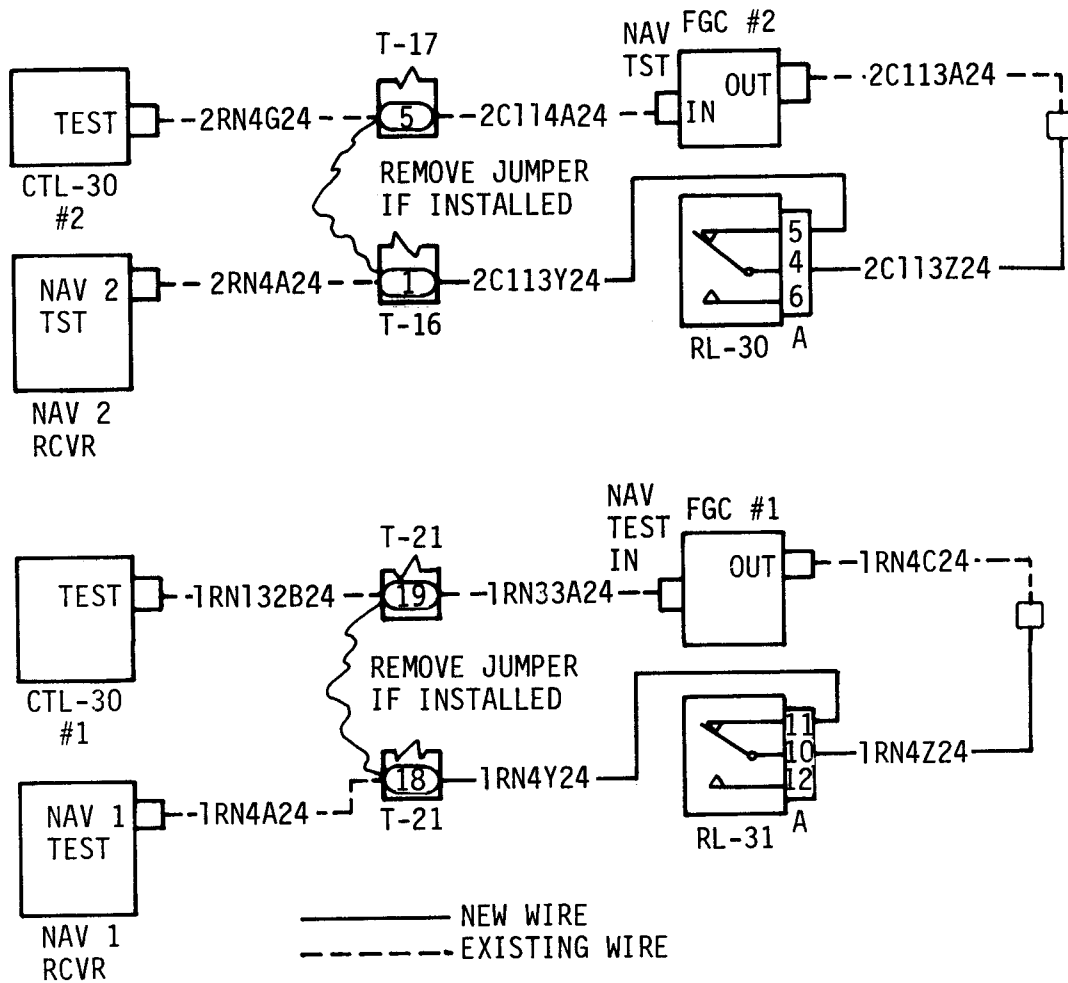 T-17
NAV
TST
FGC #2
TEST
2RN4G24
5
2C114A24
IN
OUT
2C113A24
CTL-30
#2
REMOVE JUMPER
IF INSTALLED
NAV 2
TST
2RN4A24
1
2C113Y24
T-16
5
4
6
2C113Z24
RL-30
A
NAV 2
RCVR
NAV
TEST
IN
FGC #1
T-21
TEST
1RN132B24
19
1RN33A24
OUT
1RN4C24
CTL-30
#1
REMOVE JUMPER
IF INSTALLED
18
1RN4Y24
T-21
11
10
12
1RN4Z24
RL-31
A
NAV 1
TEST
1RN4A24
NAV 1
RCVR
NEW WIRE
EXISTING WIRE